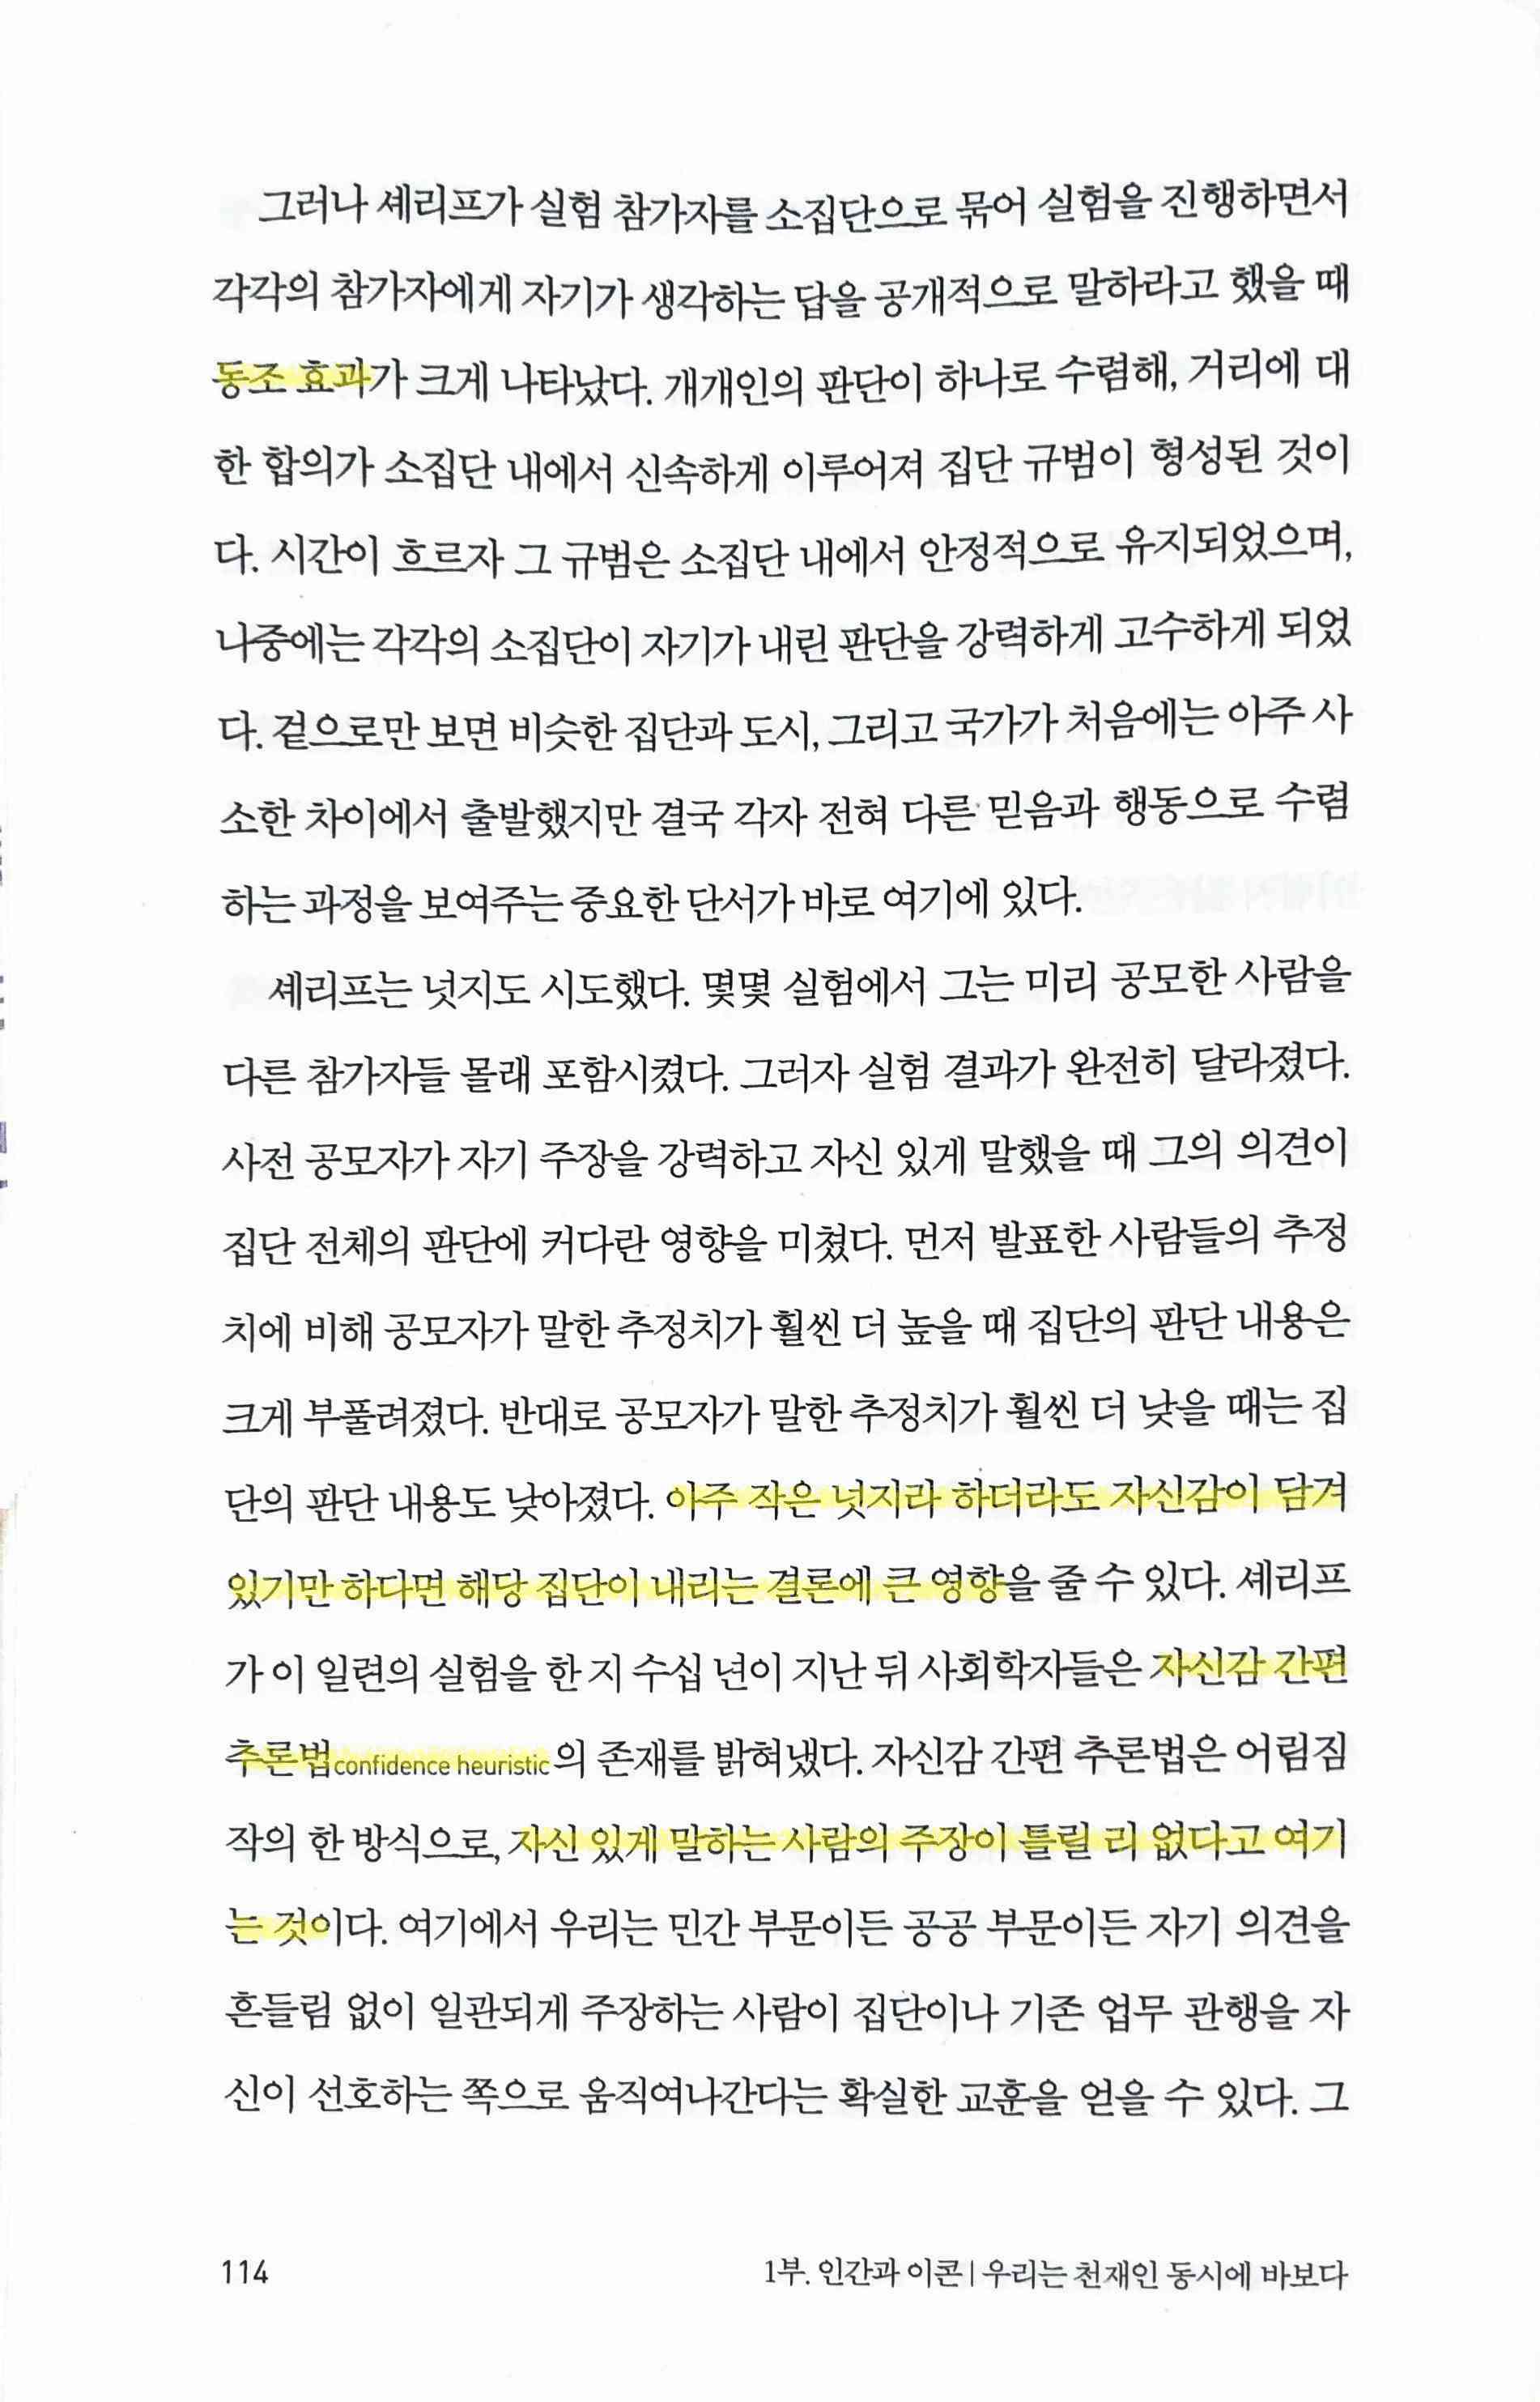 그러나 셰리프가 실험 참가자를 소집단으로 묶어 실험을 진행하면서
각각의 참가자에게 자기가 생각하는 답을 공개적으로 말하라고 했을 때
동조 효과가 크게 나타났다. 개개인의 판단이 하나로 수렴해, 거리에 대
한 합의가 소집단 내에서 신속하게 이루어져 집단 규범이 형성된 것이
다. 시간이 흐르자 그 규범은 소집단 내에서 안정적으로 유지되었으며,
나중에는 각각의 소집단이 자기가 내린 판단을 강력하게 고수하게 되었
다. 겉으로만 보면 비슷한 집단과 도시, 그리고 국가가 처음에는 아주 사
소한 차이에서 출발했지만 결국 각자 전혀 다른 믿음과 행동으로 수렴
하는 과정을 보여주는 중요한 단서가 바로 여기에 있다.
셰리프는 넛지도 시도했다. 몇몇 실험에서 그는 미리 공모한 사람을
다른 참가자들 몰래 포함시켰다. 그러자 실험 결과가 완전히 달라졌다.
사전 공모자가 자기 주장을 강력하고 자신 있게 말했을 때 그의 의견이
집단 전체의 판단에 커다란 영향을 미쳤다. 먼저 발표한 사람들의 추정
치에 비해 공모자가 말한 추정치가 훨씬 더 높을 때 집단의 판단 내용은
크게 부풀려졌다. 반대로 공모자가 말한 추정치가 훨씬 더 낮을 때는 집
단의 판단 내용도 낮아졌다. 아주 작은 넛지라 하더라도 자신감이 담겨
있기만 하다면 해당 집단이 내리는 결론에 큰 영향을 줄 수 있다. 셰리프
가 이 일련의 실험을 한 지 수십 년이 지난 뒤 사회학자들은 자신감 간편
추론법confidence heuristic의 존재를 밝혀냈다. 자신감 간편 추론법은 어림짐
작의 한 방식으로, 자신 있게 말하는 사람의 주장이 틀릴 리 없다고 여기
는 것이다. 여기에서 우리는 민간 부문이든 공공 부문이든 자기 의견을
흔들림 없이 일관되게 주장하는 사람이 집단이나 기존 업무 관행을 자
신이 선호하는 쪽으로 움직여나간다는 확실한 교훈을 얻을 수 있다. 그
114
1부. 인간과 이콘 | 우리는 천재인 동시에 바보다